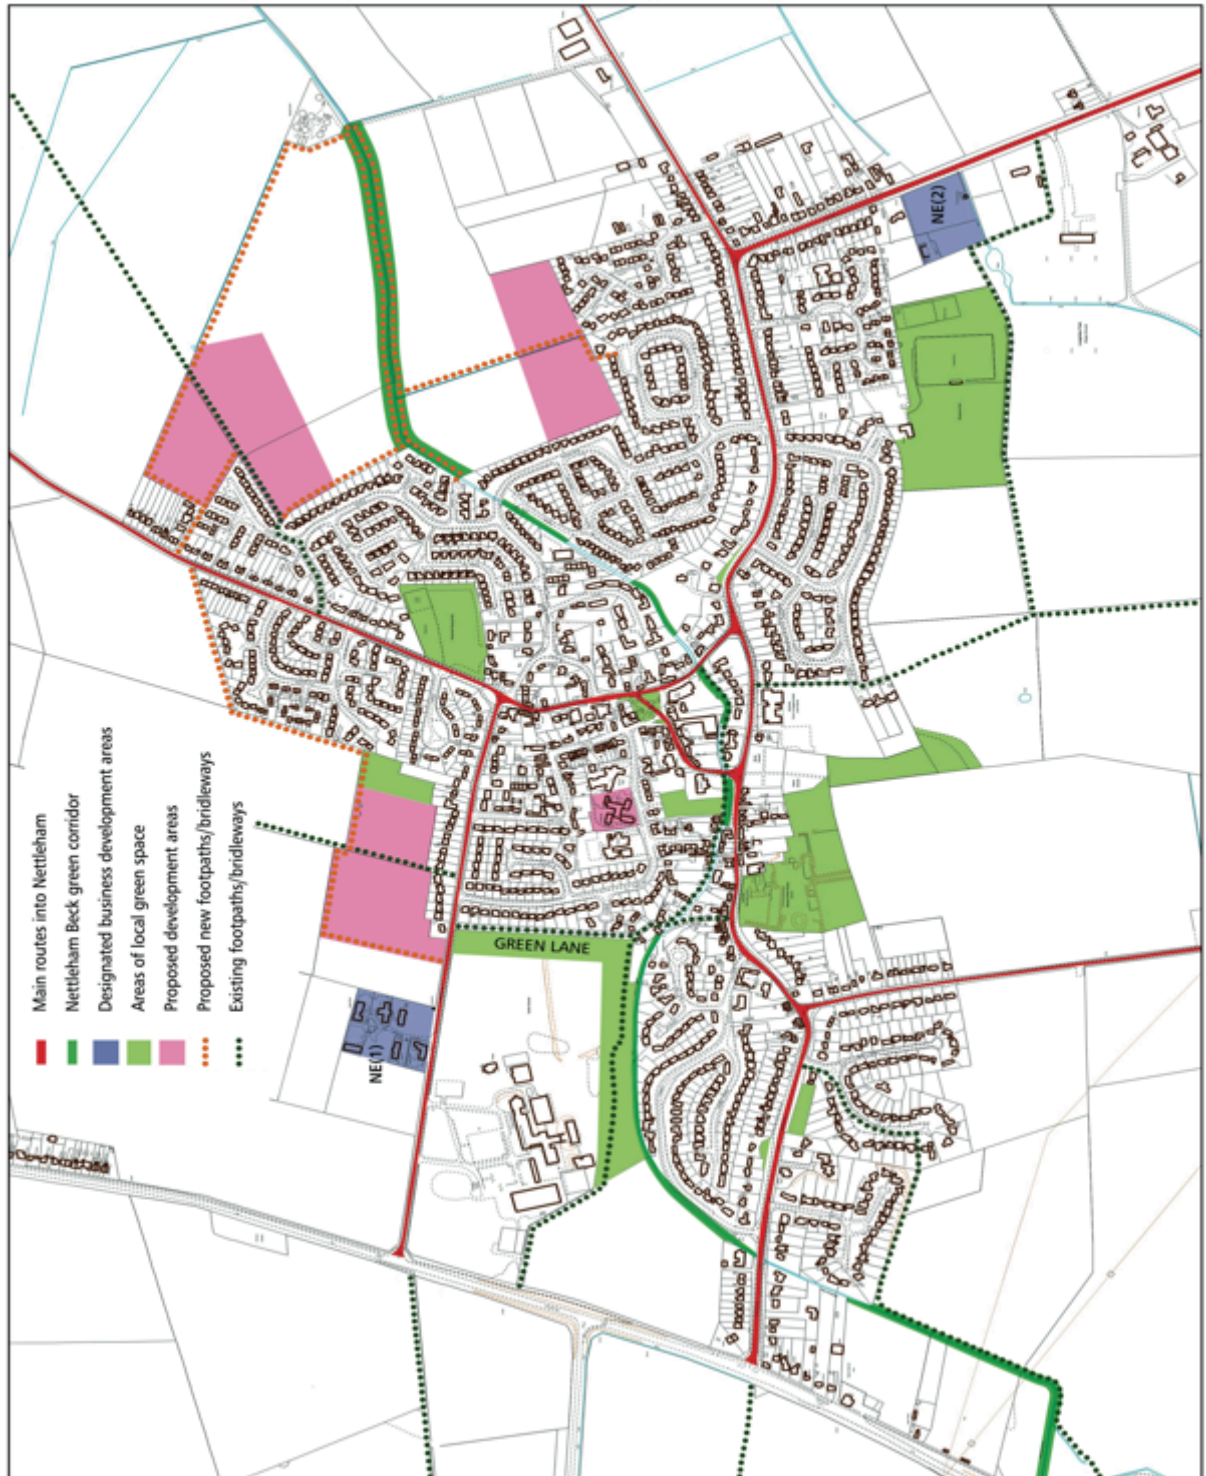 Main routes into Nettleham
Nettleham Beck green corridor
Designated business development areas
Areas of local green space
Proposed development areas
Proposed new footpaths/bridleways
Existing footpaths/bridleways
NE(1)
GREEN LANE
NE(2)